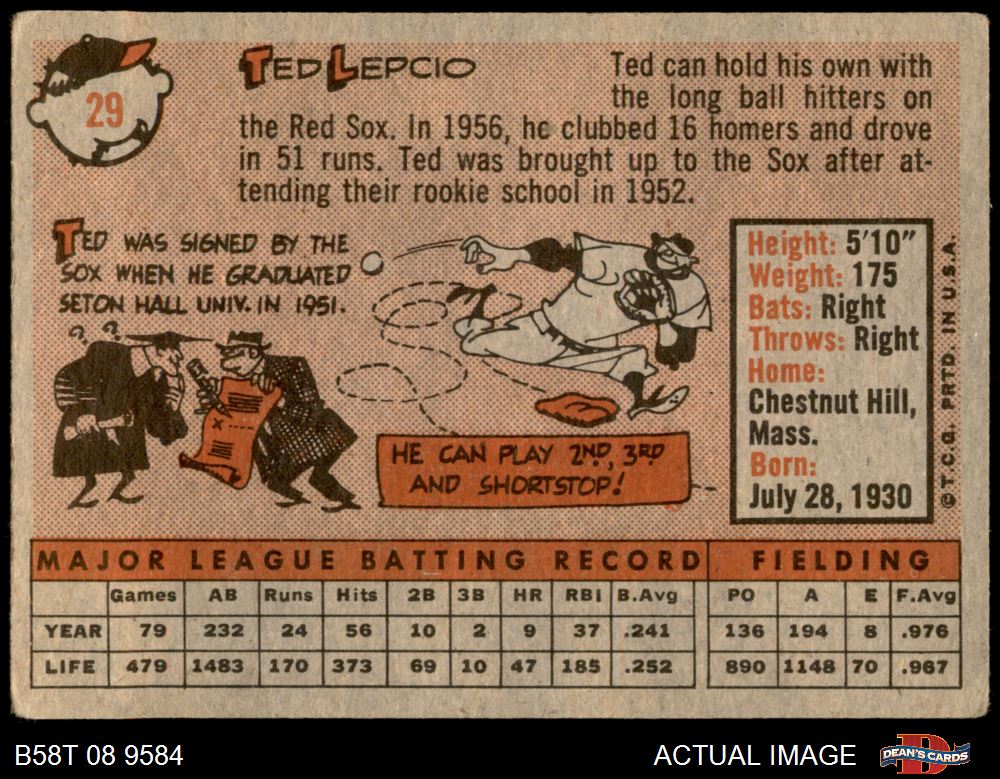 29
TED LEPCIO
Ted can hold his own with
the long ball hitters on
the Red Sox. In 1956, he clubbed 16 homers and drove
in 51 runs. Ted was brought up to the Sox after at-
tending their rookie school in 1952.
TED WAS SIGNED BY THE
SOX WHEN HE GRADUATED
SETON HALL UNIV. IN 1951.
? ?
X
HE CAN PLAY 2ND, 3RD
AND SHORTSTOP!
Height: 5'10"
Weight: 175
Bats: Right
Throws: Right
Home:
Chestnut Hill,
Mass.
Born:
July 28, 1930
© T.C.G. PRTD. IN U.S.A.
MAJOR LEAGUE BATTING RECORD FIELDING
Games AB Runs Hits 2B 3B HR RBI B.Avg PO A E F.Avg
YEAR 79 232 24 56 10 2 9 37 .241 136 194 8 .976
LIFE 479 1483 170 373 69 10 47 185 .252 890 1148 70 .967
B58T 08 9584 ACTUAL IMAGE DEAN'S CARDS